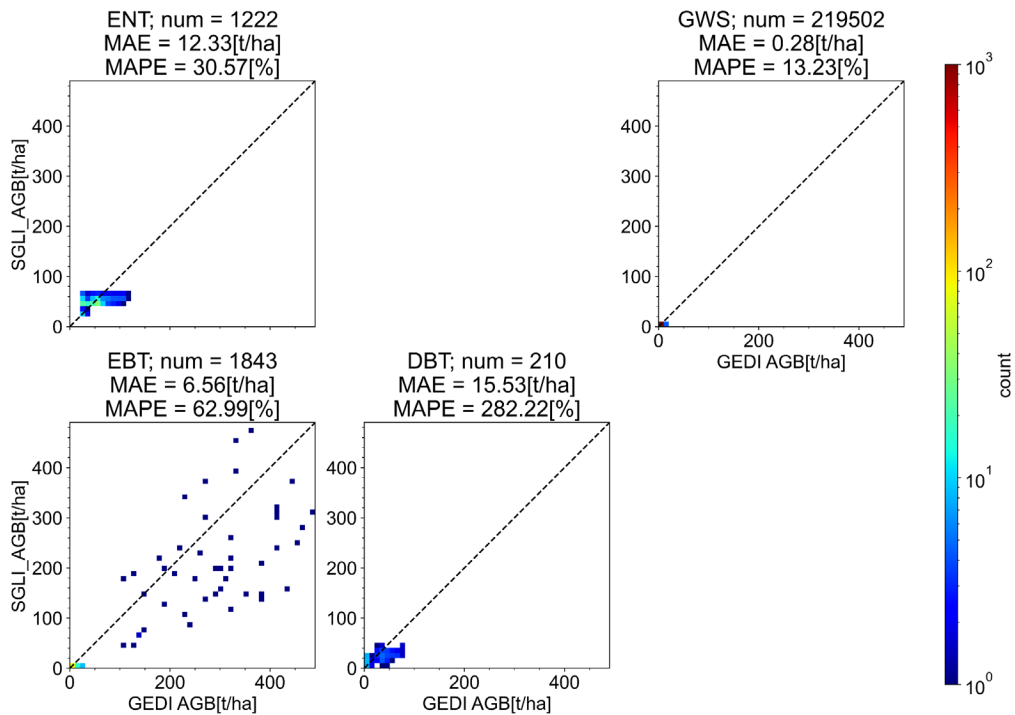 ENT; num = 1222
MAE = 12.33[t/ha]
MAPE = 30.57[%]
SGLI_AGB[t/ha]
400
300
200
100
0
GWS; num = 219502
MAE = 0.28[t/ha]
MAPE = 13.23[%]
400
300
200
100
0
0
200
400
GEDI AGB[t/ha]
EBT; num = 1843
MAE = 6.56[t/ha]
MAPE = 62.99[%]
SGLI_AGB[t/ha]
400
300
200
100
0
0
200
400
GEDI AGB[t/ha]
DBT; num = 210
MAE = 15.53[t/ha]
MAPE = 282.22[%]
400
300
200
100
0
0
200
400
GEDI AGB[t/ha]
10³
10²
10¹
10⁰
count